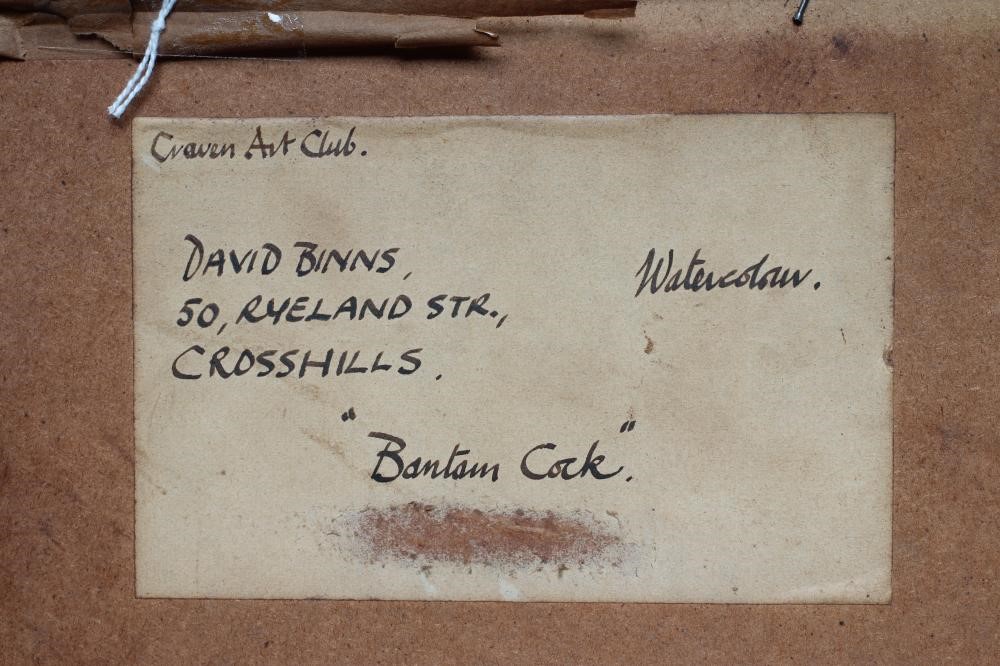 Craven Art Club.
DAVID BINNS,
Watercolour.
50, RYELAND STR.,
CROSSHILLS.
"Bantam Cock".